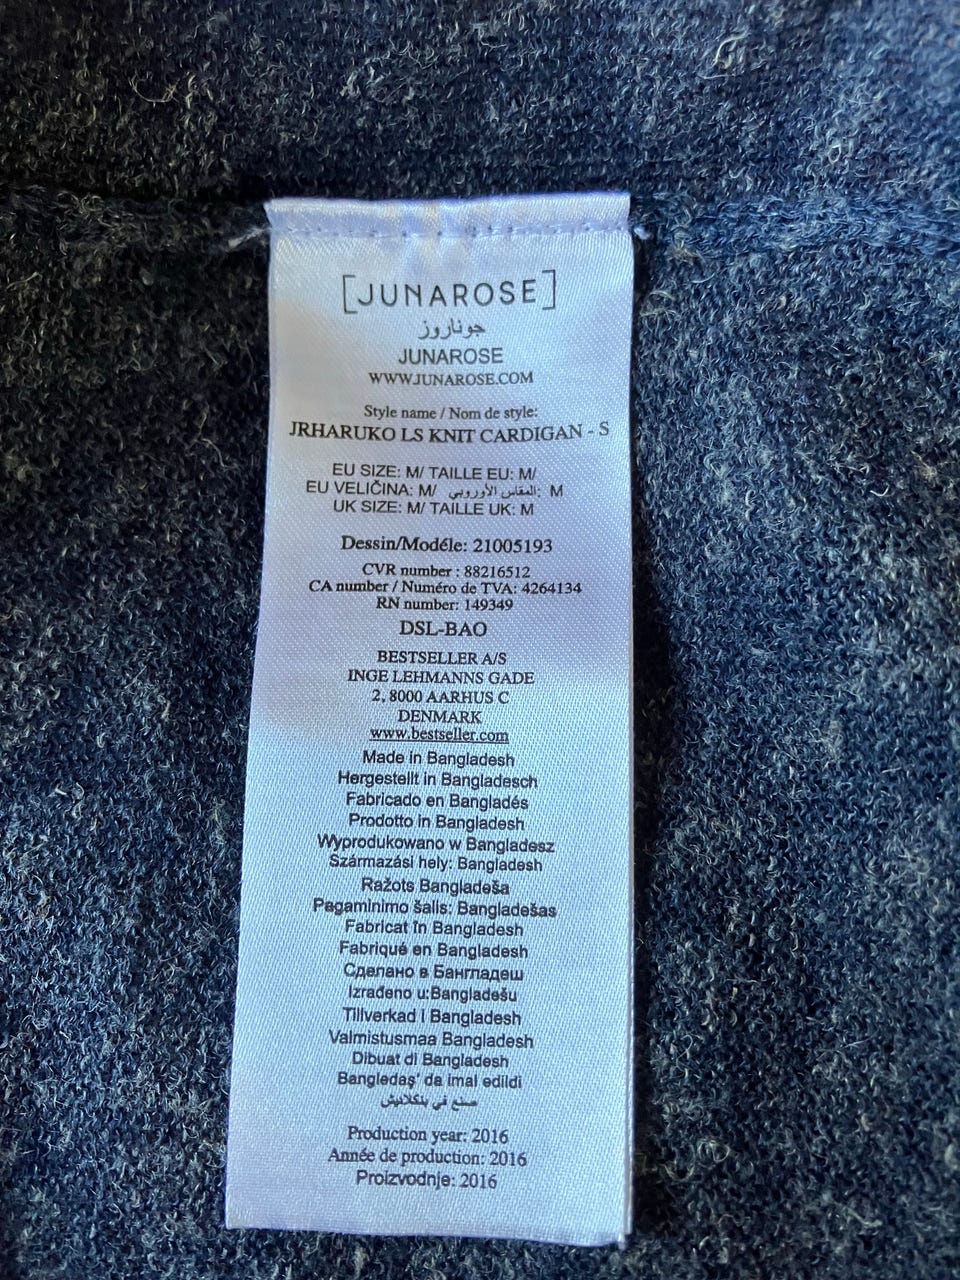 [JUNAROSE]
جوناروز
JUNAROSE
WWW.JUNAROSE.COM
Style name / Nom de style:
JRHARUKO LS KNIT CARDIGAN - S
EU SIZE: M/ TAILLE EU: M/
EU VELIČINA: M/ المقاس الأوروبي: M
UK SIZE: M/ TAILLE UK: M
Dessin/Modéle: 21005193
CVR number : 88216512
CA number / Numéro de TVA: 4264134
RN number: 149349
DSL-BAO
BESTSELLER A/S
INGE LEHMANNS GADE
2, 8000 AARHUS C
DENMARK
www.bestseller.com
Made in Bangladesh
Hergestellt in Bangladesch
Fabricado en Bangladés
Prodotto in Bangladesh
Wyprodukowano w Bangladesz
Származási hely: Bangladesh
Ražots Bangladeša
Pagaminimo šalis: Bangladešas
Fabricat în Bangladesh
Fabriqué en Bangladesh
Сделано в Бангладеш
Izrađeno u:Bangladešu
Tillverkad i Bangladesh
Valmistusmaa Bangladesh
Dibuat di Bangladesh
Bangledaş' da imal edildi
صنع في بنكلاديش
Production year: 2016
Année de production: 2016
Proizvodnje: 2016